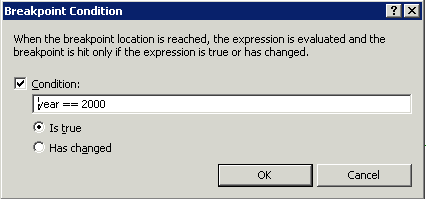 Breakpoint Condition
When the breakpoint location is reached, the expression is evaluated and the
breakpoint is hit only if the expression is true or has changed.
Condition:
year == 2000
Is true
Has changed
OK Cancel